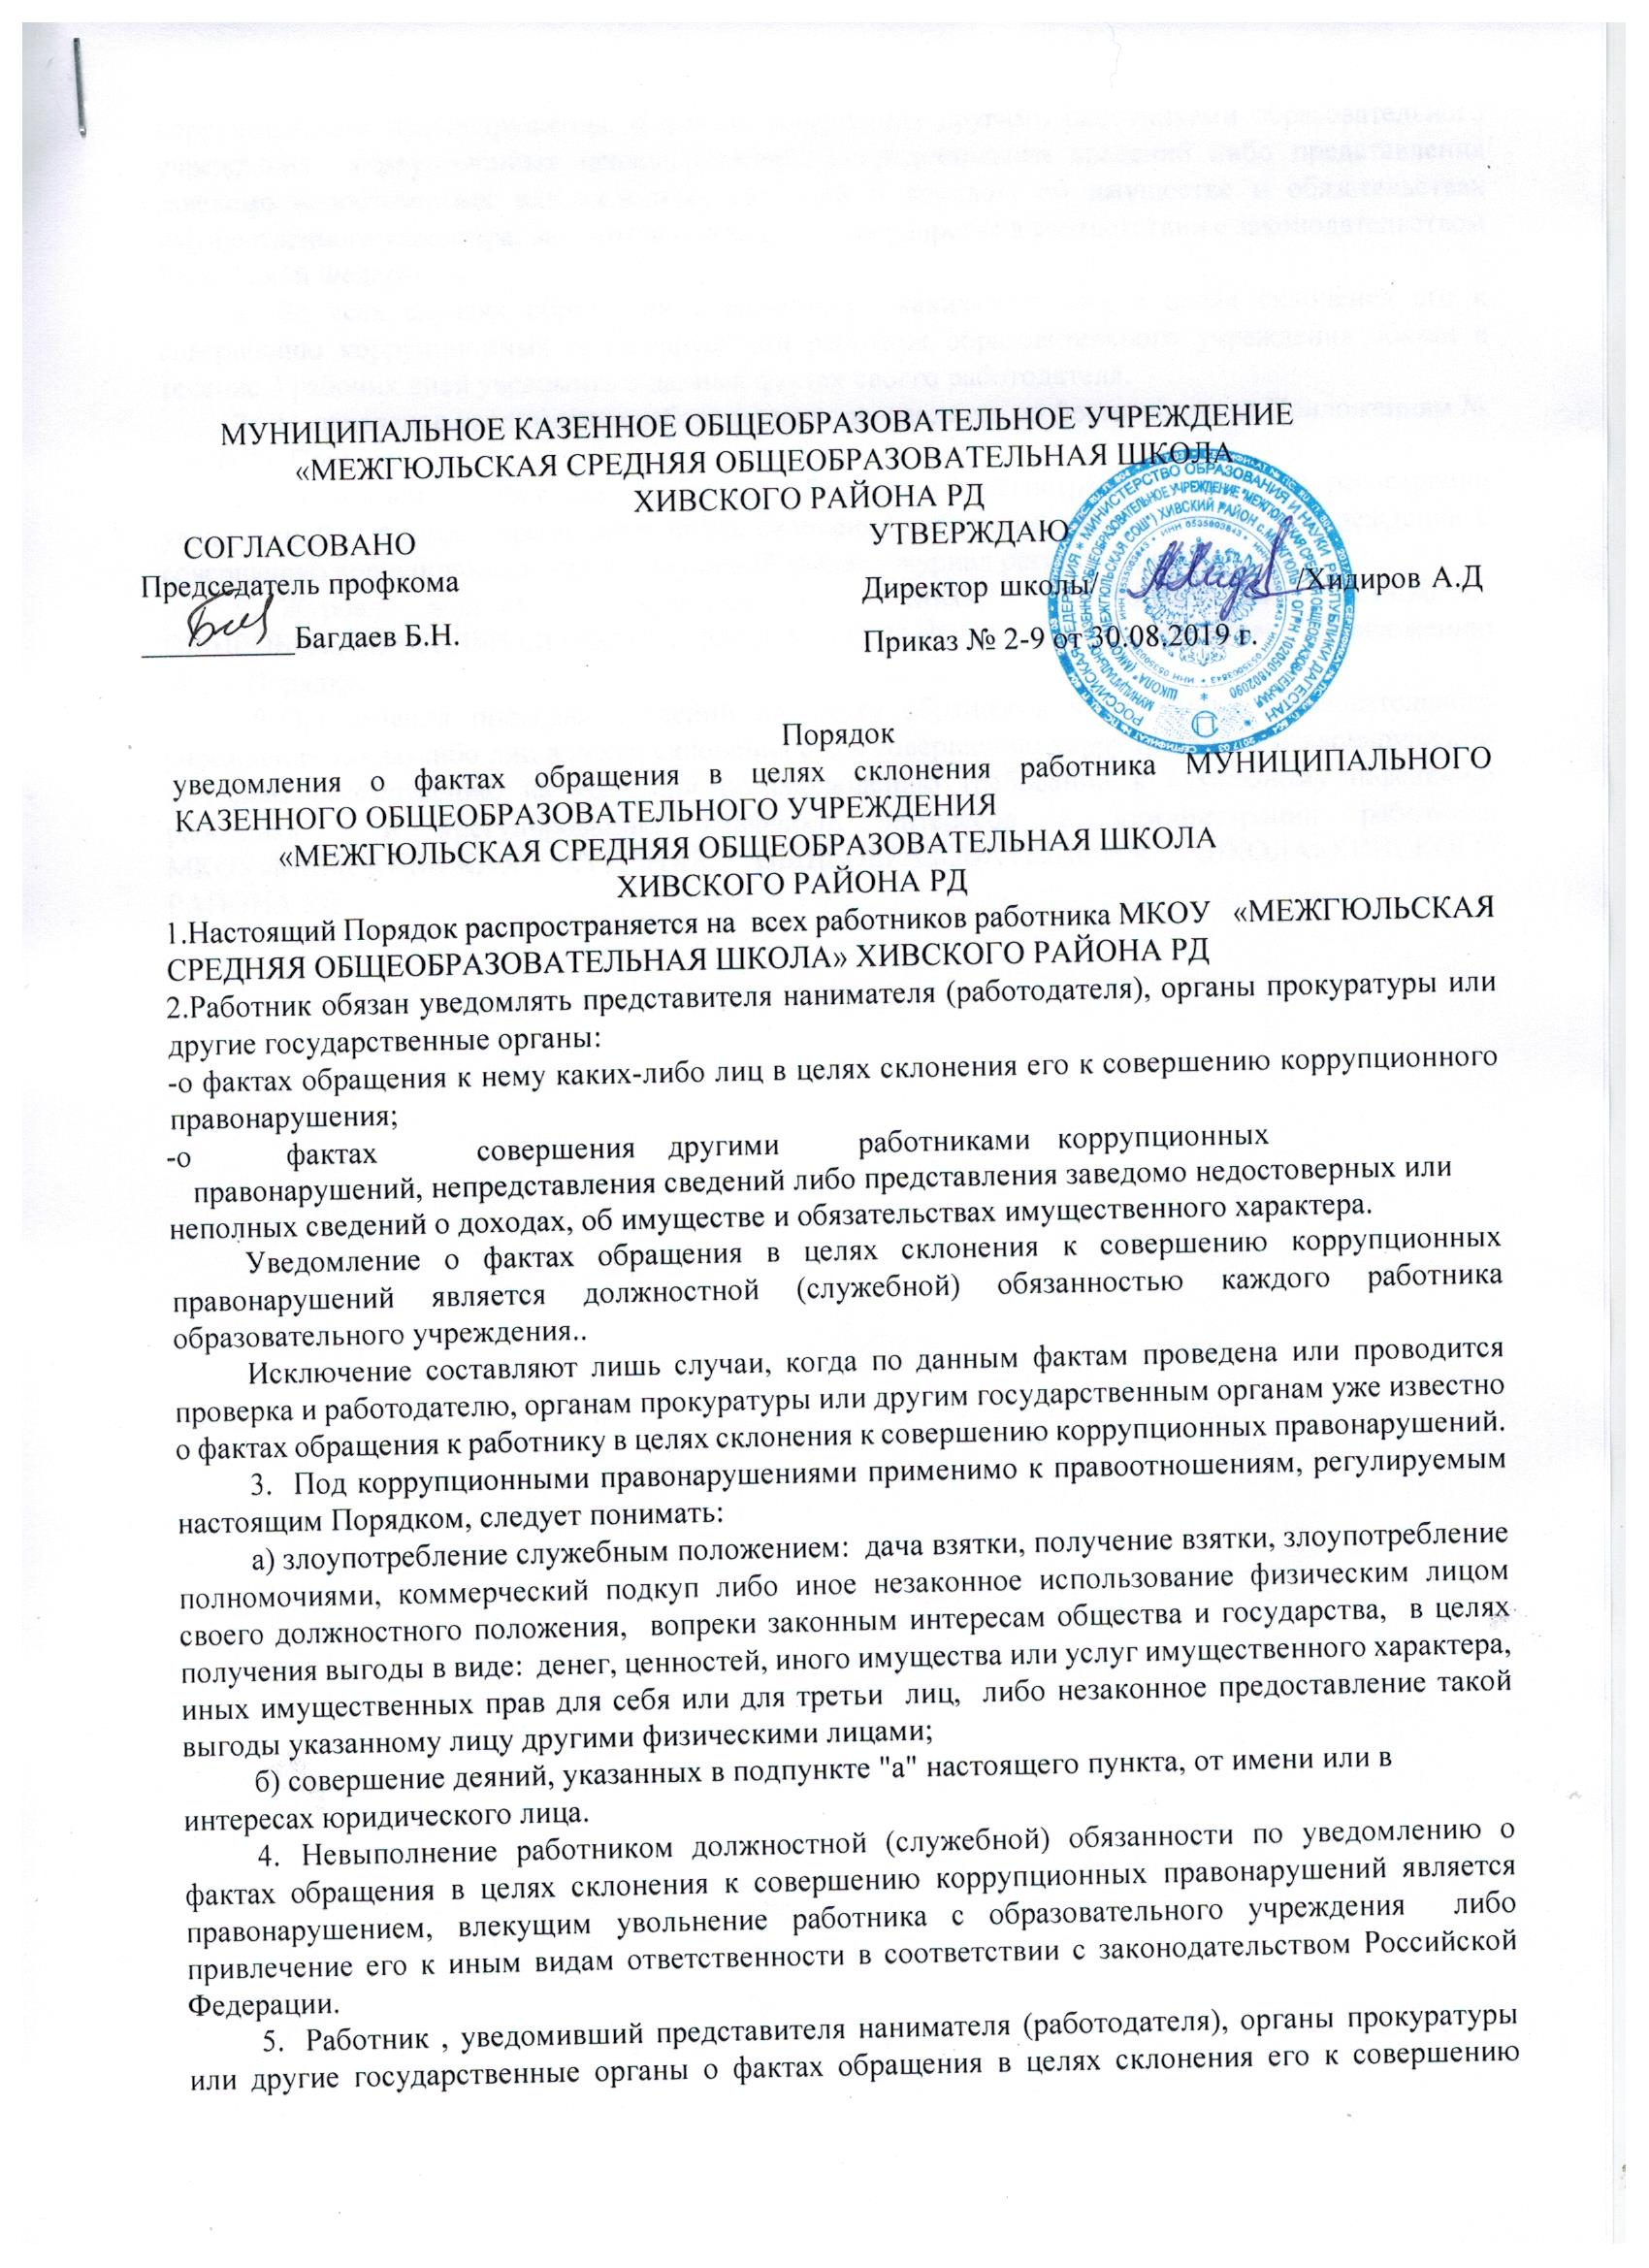 МУНИЦИПАЛЬНОЕ КАЗЕННОЕ ОБЩЕОБРАЗОВАТЕЛЬНОЕ УЧРЕЖДЕНИЕ
«МЕЖГЮЛЬСКАЯ СРЕДНЯЯ ОБЩЕОБРАЗОВАТЕЛЬНАЯ ШКОЛА
ХИВСКОГО РАЙОНА РД
СОГЛАСОВАНО УТВЕРЖДАЮ
Председатель профкома Директор школы/ /Хидиров А.Д
___________Багдаев Б.Н. Приказ № 2-9 от 30.08.2019 г.
Порядок
уведомления о фактах обращения в целях склонения работника МУНИЦИПАЛЬНОГО
КАЗЕННОГО ОБЩЕОБРАЗОВАТЕЛЬНОГО УЧРЕЖДЕНИЯ
«МЕЖГЮЛЬСКАЯ СРЕДНЯЯ ОБЩЕОБРАЗОВАТЕЛЬНАЯ ШКОЛА
ХИВСКОГО РАЙОНА РД
1.Настоящий Порядок распространяется на всех работников работника МКОУ «МЕЖГЮЛЬСКАЯ
СРЕДНЯЯ ОБЩЕОБРАЗОВАТЕЛЬНАЯ ШКОЛА» ХИВСКОГО РАЙОНА РД
2.Работник обязан уведомлять представителя нанимателя (работодателя), органы прокуратуры или
другие государственные органы:
-о фактах обращения к нему каких-либо лиц в целях склонения его к совершению коррупционного
правонарушения;
-о фактах совершения другими работниками коррупционных
правонарушений, непредставления сведений либо представления заведомо недостоверных или
неполных сведений о доходах, об имуществе и обязательствах имущественного характера.
Уведомление о фактах обращения в целях склонения к совершению коррупционных
правонарушений является должностной (служебной) обязанностью каждого работника
образовательного учреждения..
Исключение составляют лишь случаи, когда по данным фактам проведена или проводится
проверка и работодателю, органам прокуратуры или другим государственным органам уже известно
о фактах обращения к работнику в целях склонения к совершению коррупционных правонарушений.
3. Под коррупционными правонарушениями применимо к правоотношениям, регулируемым
настоящим Порядком, следует понимать:
а) злоупотребление служебным положением: дача взятки, получение взятки, злоупотребление
полномочиями, коммерческий подкуп либо иное незаконное использование физическим лицом
своего должностного положения, вопреки законным интересам общества и государства, в целях
получения выгоды в виде: денег, ценностей, иного имущества или услуг имущественного характера,
иных имущественных прав для себя или для третьи лиц, либо незаконное предоставление такой
выгоды указанному лицу другими физическими лицами;
б) совершение деяний, указанных в подпункте "а" настоящего пункта, от имени или в
интересах юридического лица.
4. Невыполнение работником должностной (служебной) обязанности по уведомлению о
фактах обращения в целях склонения к совершению коррупционных правонарушений является
правонарушением, влекущим увольнение работника с образовательного учреждения либо
привлечение его к иным видам ответственности в соответствии с законодательством Российской
Федерации.
5. Работник , уведомивший представителя нанимателя (работодателя), органы прокуратуры
или другие государственные органы о фактах обращения в целях склонения его к совершению